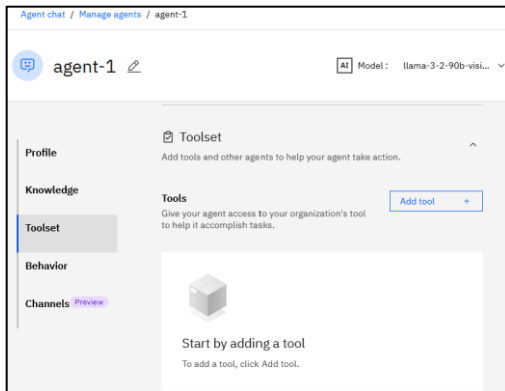 Agent chat / Manage agents / agent-1
agent-1
AI Model: llama-3-2-90b-visi...
Profile
Knowledge
Toolset
Behavior
Channels Preview
Toolset
Add tools and other agents to help your agent take action.
Tools
Give your agent access to your organization's tool
to help it accomplish tasks.
Add tool +
Start by adding a tool
To add a tool, click Add tool.